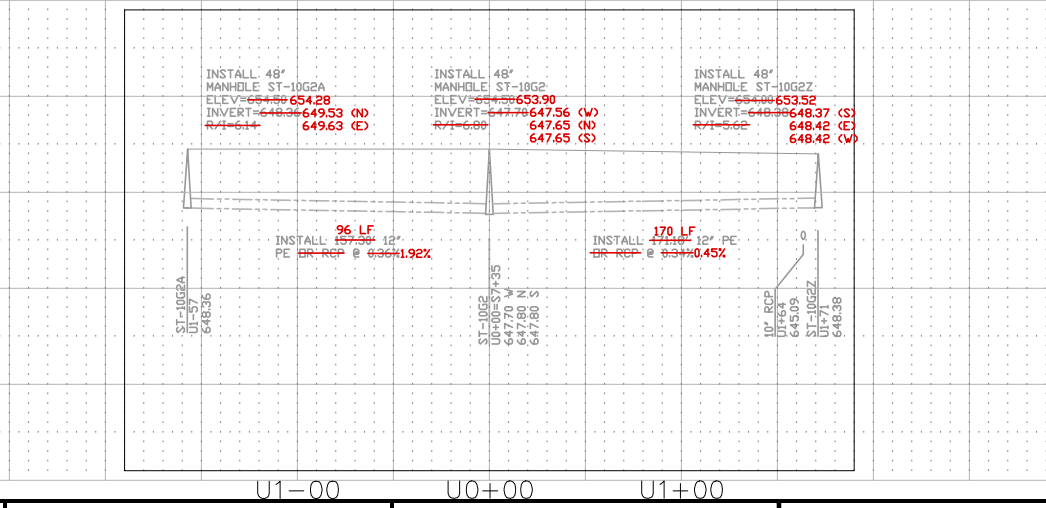 INSTALL 48"
MANHOLE ST-10G2A
ELEV=654.50 654.28
INVERT=648.36 649.53 (N)
R/I=6.14 649.63 (E)
INSTALL 48"
MANHOLE ST-10G2
ELEV=654.50 653.90
INVERT=647.70 647.56 (W)
R/I=6.80 647.65 (N)
647.65 (S)
INSTALL 48"
MANHOLE ST-10G2Z
ELEV=654.00 653.52
INVERT=648.38 648.37 (S)
R/I=5.62 648.42 (E)
648.42 (W)
96 LF
INSTALL 157.30' 12"
PE OR RCP @ 0.36% 1.92%
170 LF
INSTALL 171.18' 12" PE
OR RCP @ 0.34% 0.45%
ST-10G2A
U1-57
648.36
ST-10G2
U0+00=S7+35
647.70 W
647.80 N
647.80 S
10" RCP
U1+64
645.09
ST-10G2Z
U1+71
648.38
U1-00
U0+00
U1+00